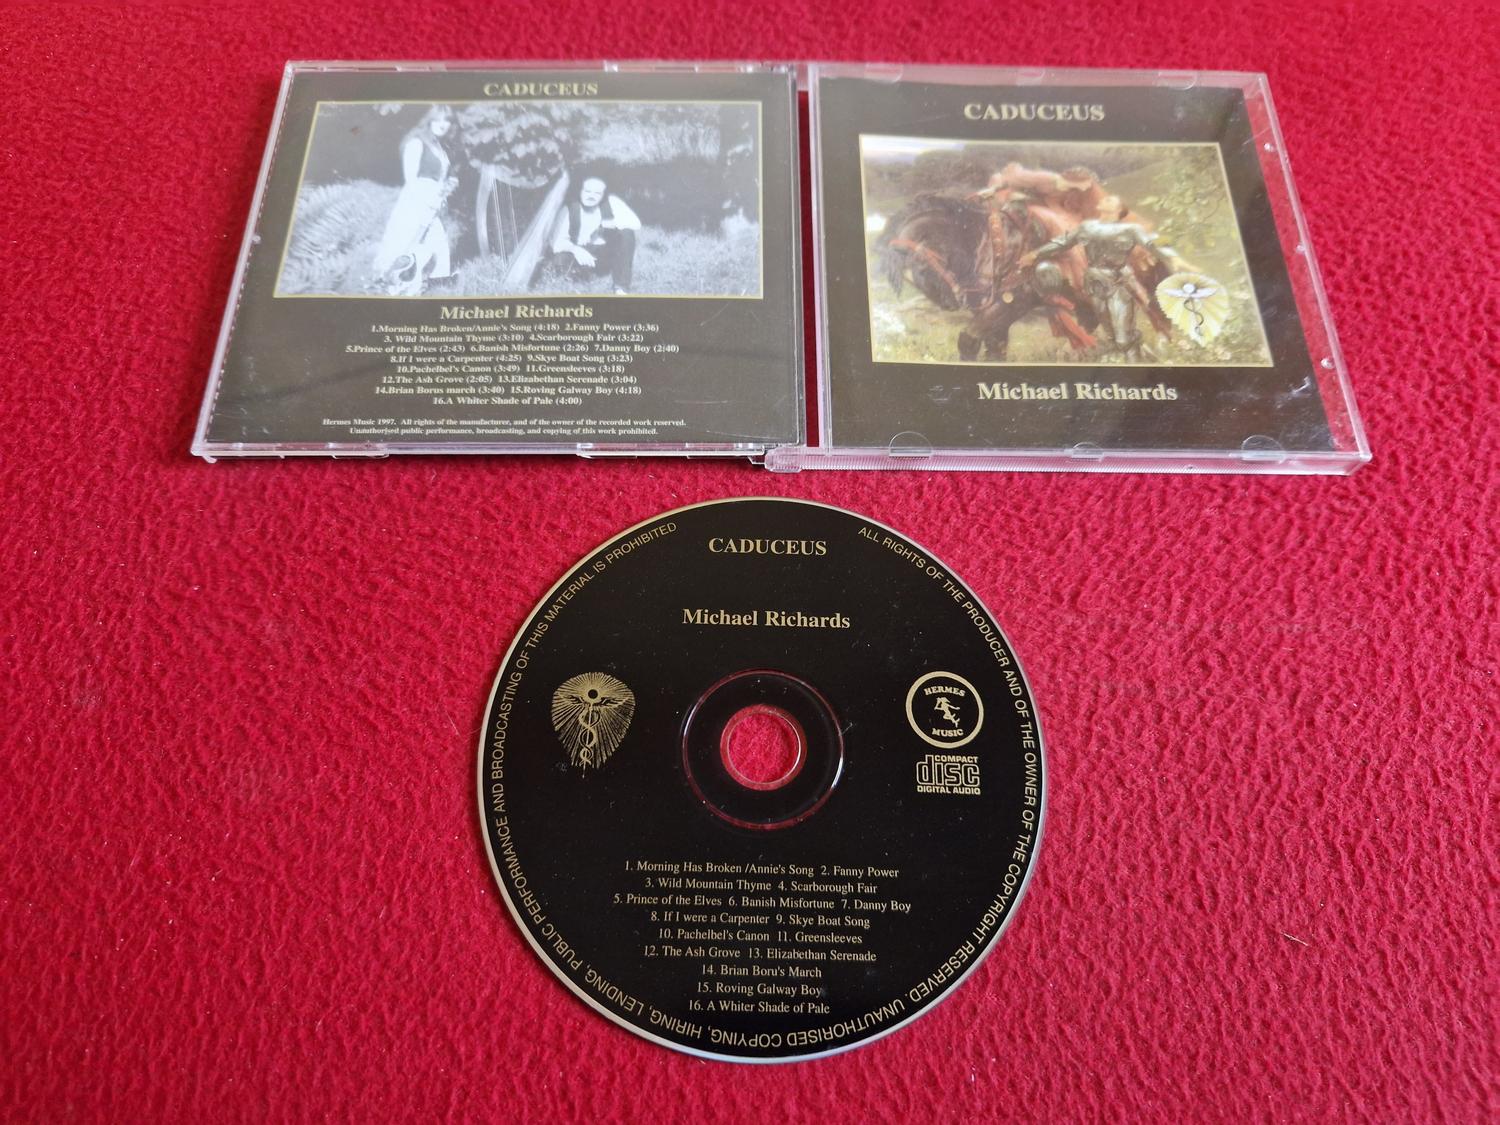 CADUCEUS
Michael Richards
1.Morning Has Broken/Annie's Song (4:18) 2.Fanny Power (3:36)
3. Wild Mountain Thyme (3:10) 4.Scarborough Fair (3:22)
5.Prince of the Elves (2:43) 6.Banish Misfortune (2:26) 7.Danny Boy (2:40)
8.If I were a Carpenter (4:25) 9.Skye Boat Song (3:23)
10.Pachelbel's Canon (3:49) 11.Greensleeves (3:18)
12.The Ash Grove (2:05) 13.Elizabethan Serenade (3:04)
14.Brian Borus march (3:40) 15.Roving Galway Boy (4:18)
16.A Whiter Shade of Pale (4:00)
Hermes Music 1997. All rights of the manufacturer, and of the owner of the recorded work reserved.
Unauthorised public performance, broadcasting, and copying of this work prohibited.
CADUCEUS
Michael Richards
CADUCEUS
Michael Richards
HERMES
MUSIC
COMPACT
disc
DIGITAL AUDIO
1. Morning Has Broken /Annie's Song 2. Fanny Power
3. Wild Mountain Thyme 4. Scarborough Fair
5. Prince of the Elves 6. Banish Misfortune 7. Danny Boy
8. If I were a Carpenter 9. Skye Boat Song
10. Pachelbel's Canon 11. Greensleeves
12. The Ash Grove 13. Elizabethan Serenade
14. Brian Boru's March
15. Roving Galway Boy
16. A Whiter Shade of Pale
ALL RIGHTS OF THE PRODUCER AND OF THE OWNER OF THE COPYRIGHT RESERVED. UNAUTHORISED COPYING, HIRING, LENDING, PUBLIC PERFORMANCE AND BROADCASTING OF THIS MATERIAL IS PROHIBITED